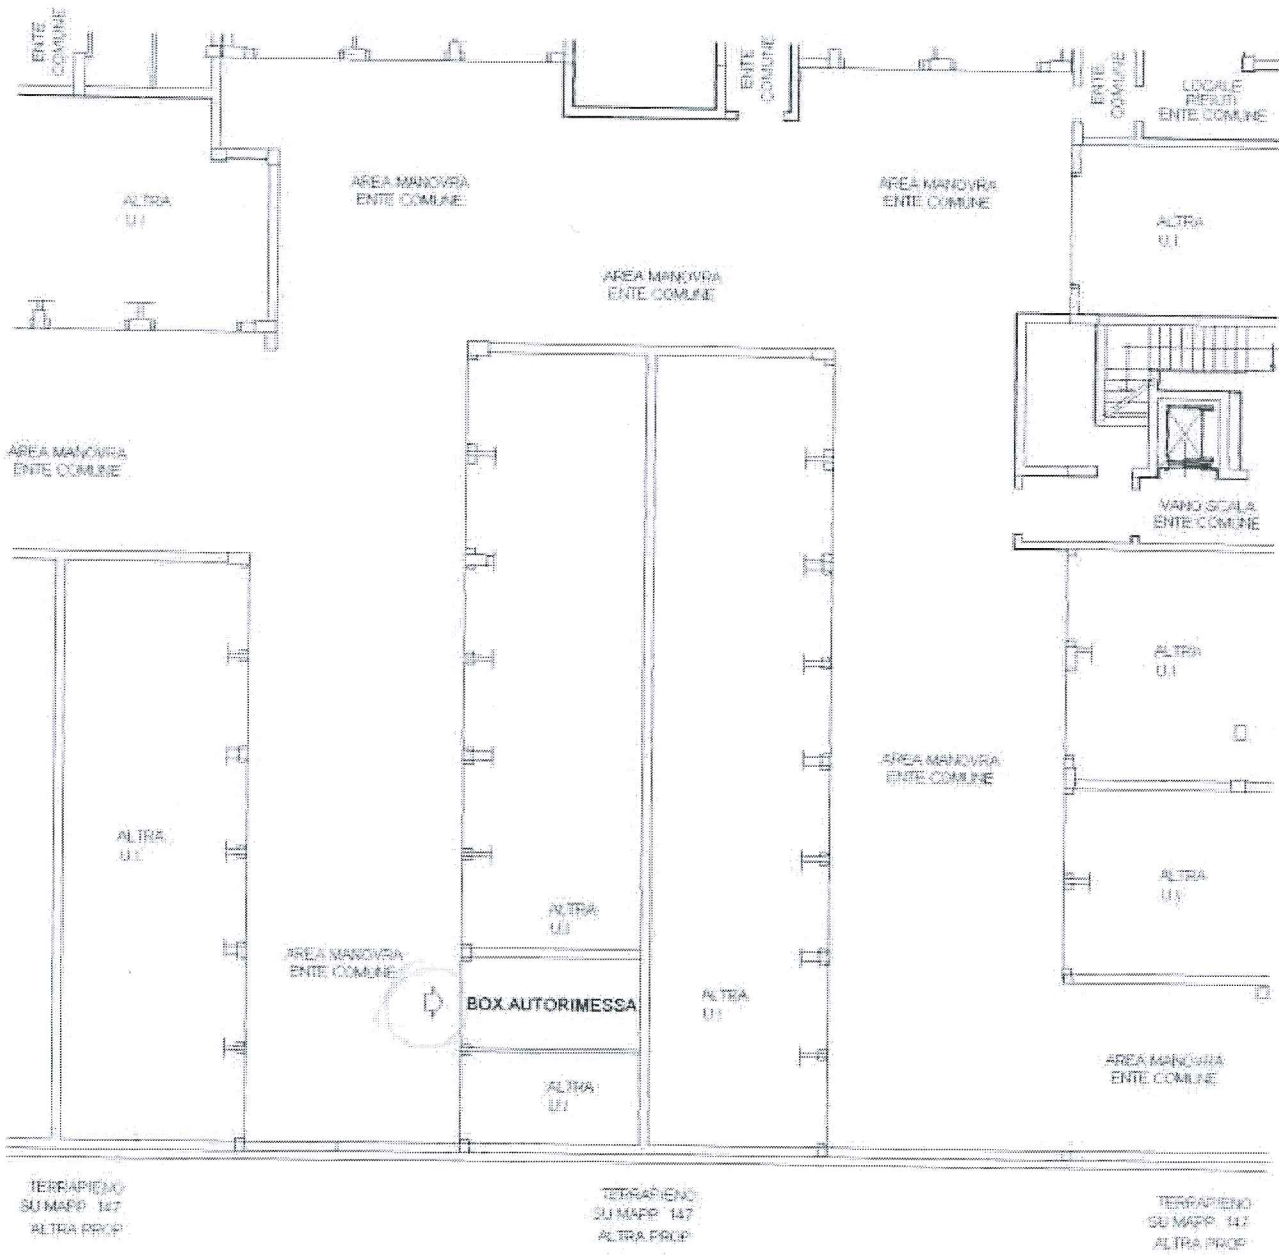 ENTE
COMUNE
ENTE
COMUNE
ENTE
COMUNE
LOCALE
RIFIUTI
ENTE COMUNE
AREA MANOVRA
ENTE COMUNE
AREA MANOVRA
ENTE COMUNE
ALTRA
U.I
ALTRA
U.I
AREA MANOVRA
ENTE COMUNE
AREA MANOVRA
ENTE COMUNE
VANO SCALA
ENTE COMUNE
ALTRA
U.I
AREA MANOVRA
ENTE COMUNE
ALTRA
U.I
ALTRA
U.I
ALTRA
U.I
AREA MANOVRA
ENTE COMUNE
BOX AUTORIMESSA
ALTRA
U.I
AREA MANOVRA
ENTE COMUNE
ALTRA
U.I
TERRAPIENO
SU MAPP. 147
ALTRA PROP
TERRAPIENO
SU MAPP. 147
ALTRA PROP
TERRAPIENO
SU MAPP. 147
ALTRA PROP